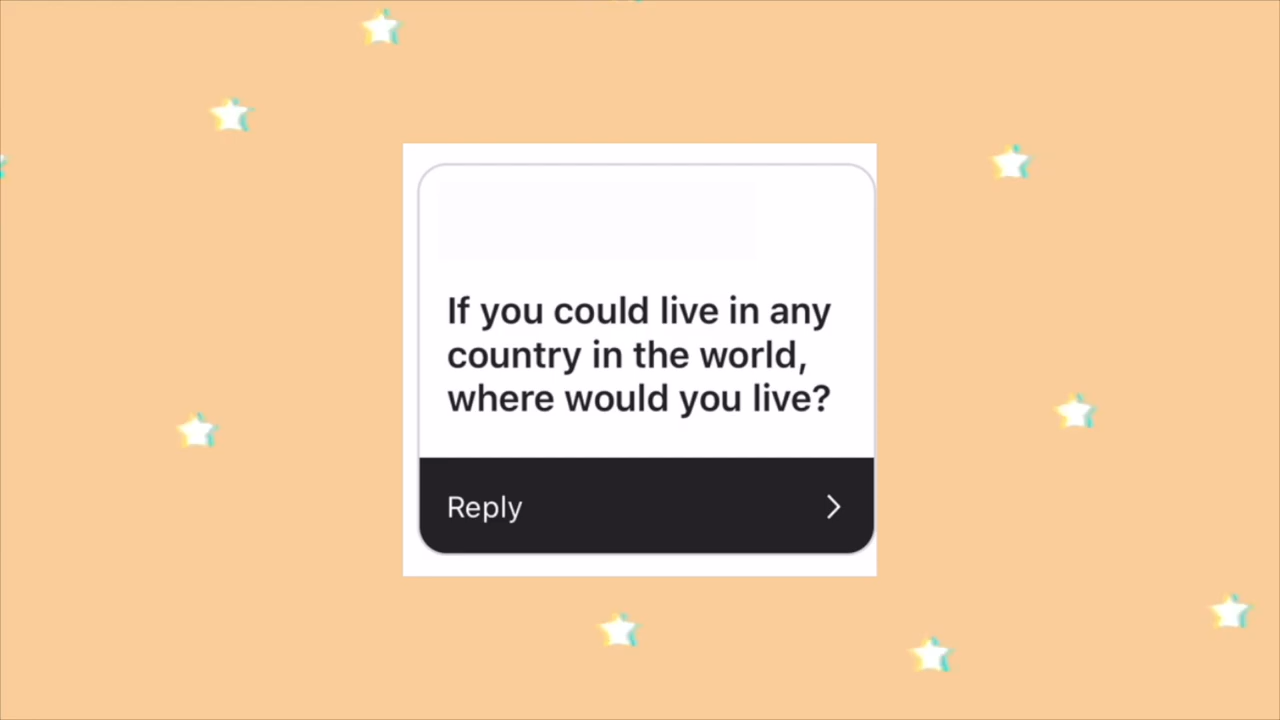 If you could live in any
country in the world,
where would you live?
Reply